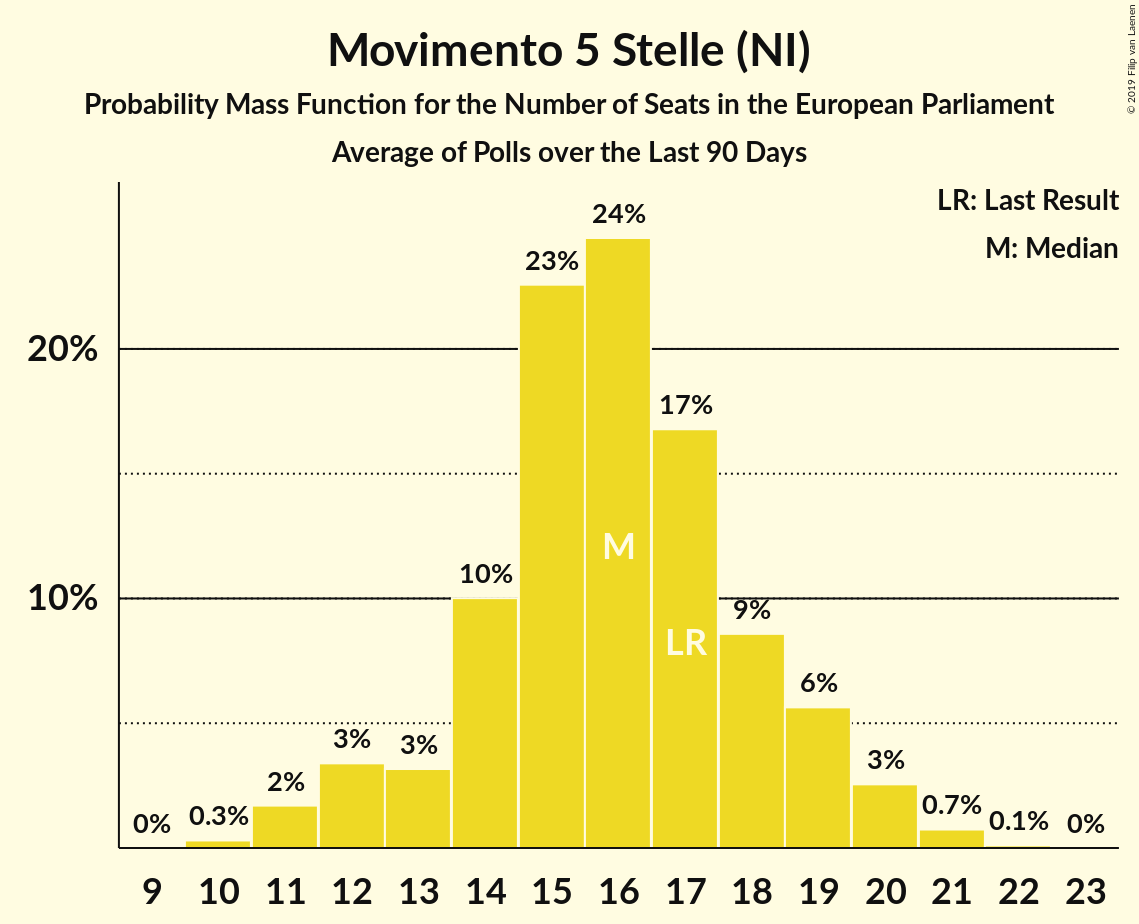 Movimento 5 Stelle (NI)
Probability Mass Function for the Number of Seats in the European Parliament
Average of Polls over the Last 90 Days
© 2019 Filip van Laenen
LR: Last Result
M: Median
20%
10%
0%
0.3%
2%
3%
3%
10%
23%
24%
17%
9%
6%
3%
0.7%
0.1%
0%
M
LR
9 10 11 12 13 14 15 16 17 18 19 20 21 22 23